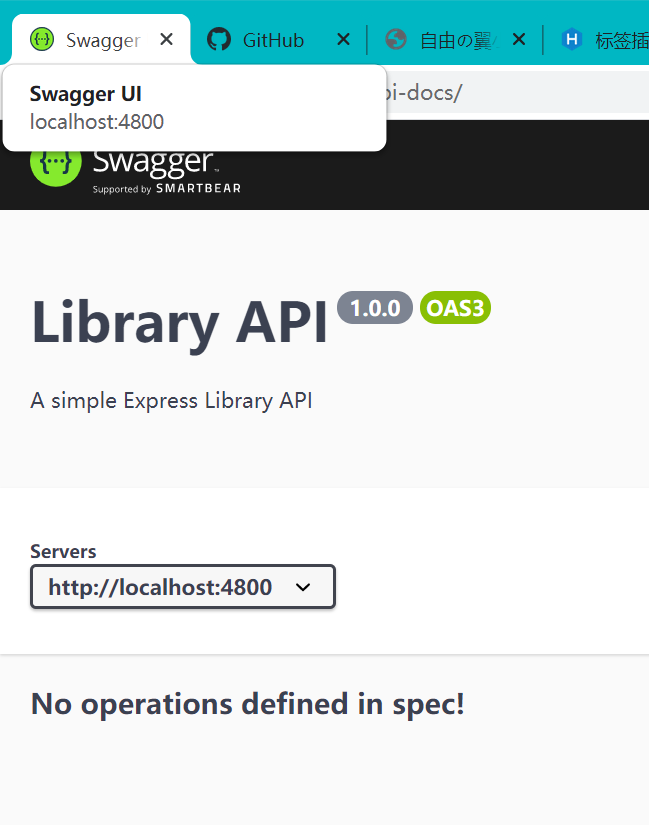 Swagger
GitHub
自由の翼
标签插
Swagger UI
localhost:4800
pi-docs/
Swagger
Supported by SMARTBEAR
Library API 1.0.0 OAS3
A simple Express Library API
Servers
http://localhost:4800
No operations defined in spec!